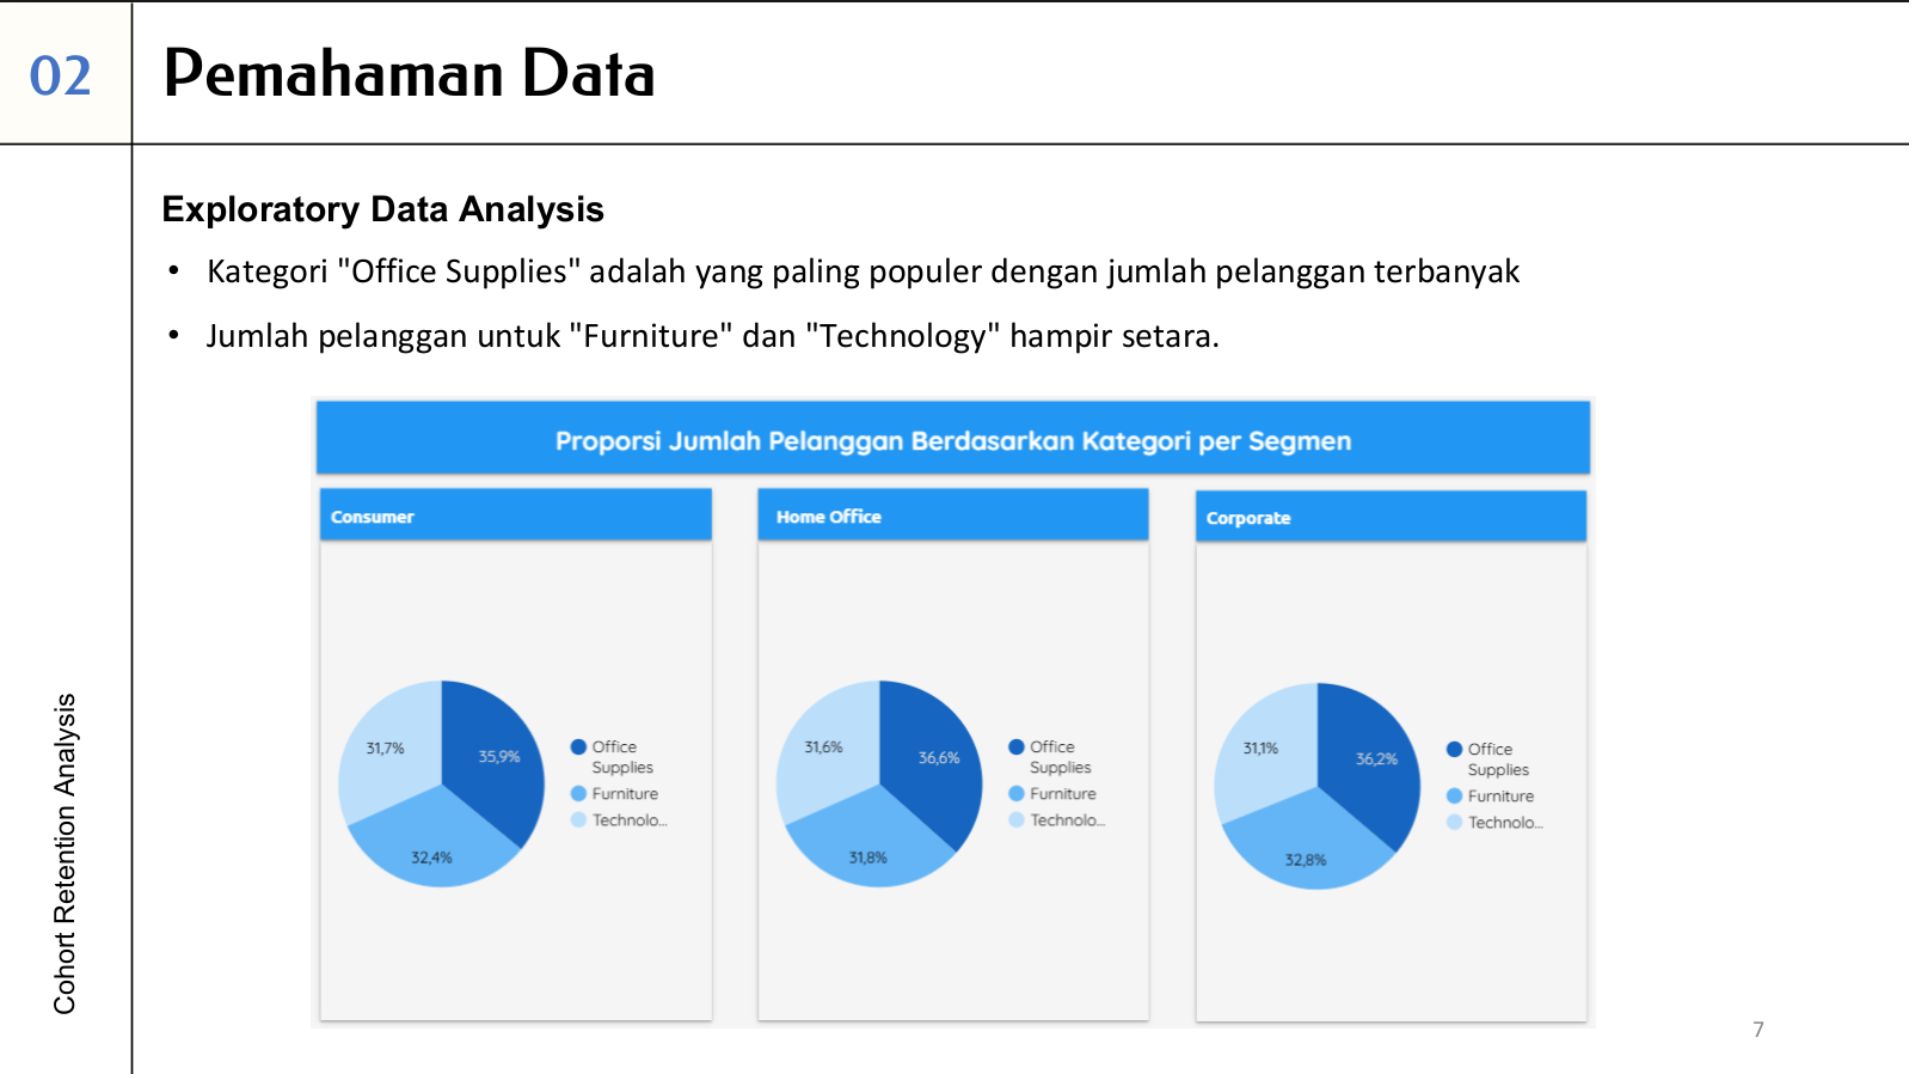 02
Pemahaman Data
Exploratory Data Analysis
• Kategori "Office Supplies" adalah yang paling populer dengan jumlah pelanggan terbanyak
• Jumlah pelanggan untuk "Furniture" dan "Technology" hampir setara.
Proporsi Jumlah Pelanggan Berdasarkan Kategori per Segmen
Consumer
31,7%
35,9%
32,4%
Office
Supplies
Furniture
Technolo...
Home Office
31,6%
36,6%
31,8%
Office
Supplies
Furniture
Technolo...
Corporate
31,1%
36,2%
32,8%
Office
Supplies
Furniture
Technolo...
Cohort Retention Analysis
7